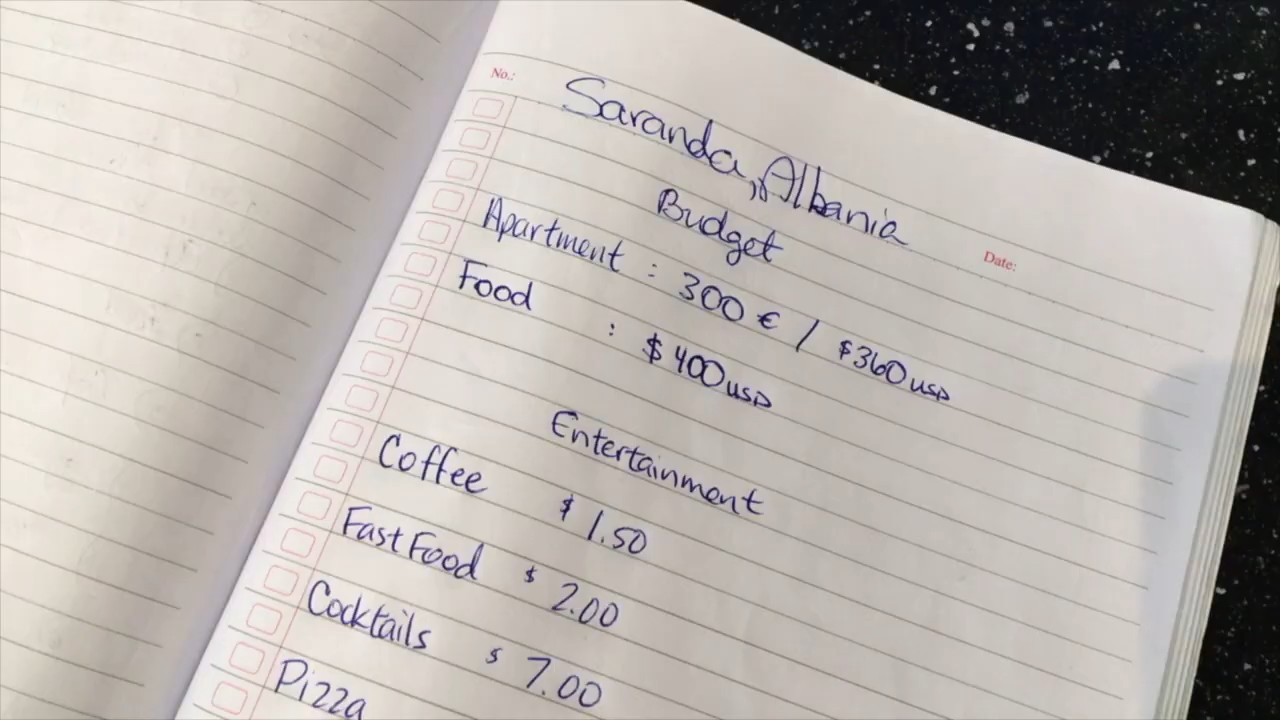 No.:
Saranda, Albania
Date:
Budget
Apartment : 300 € / $360 USD
Food : $400 USD
Entertainment
Coffee $ 1.50
Fast Food $ 2.00
Cocktails $ 7.00
Pizza